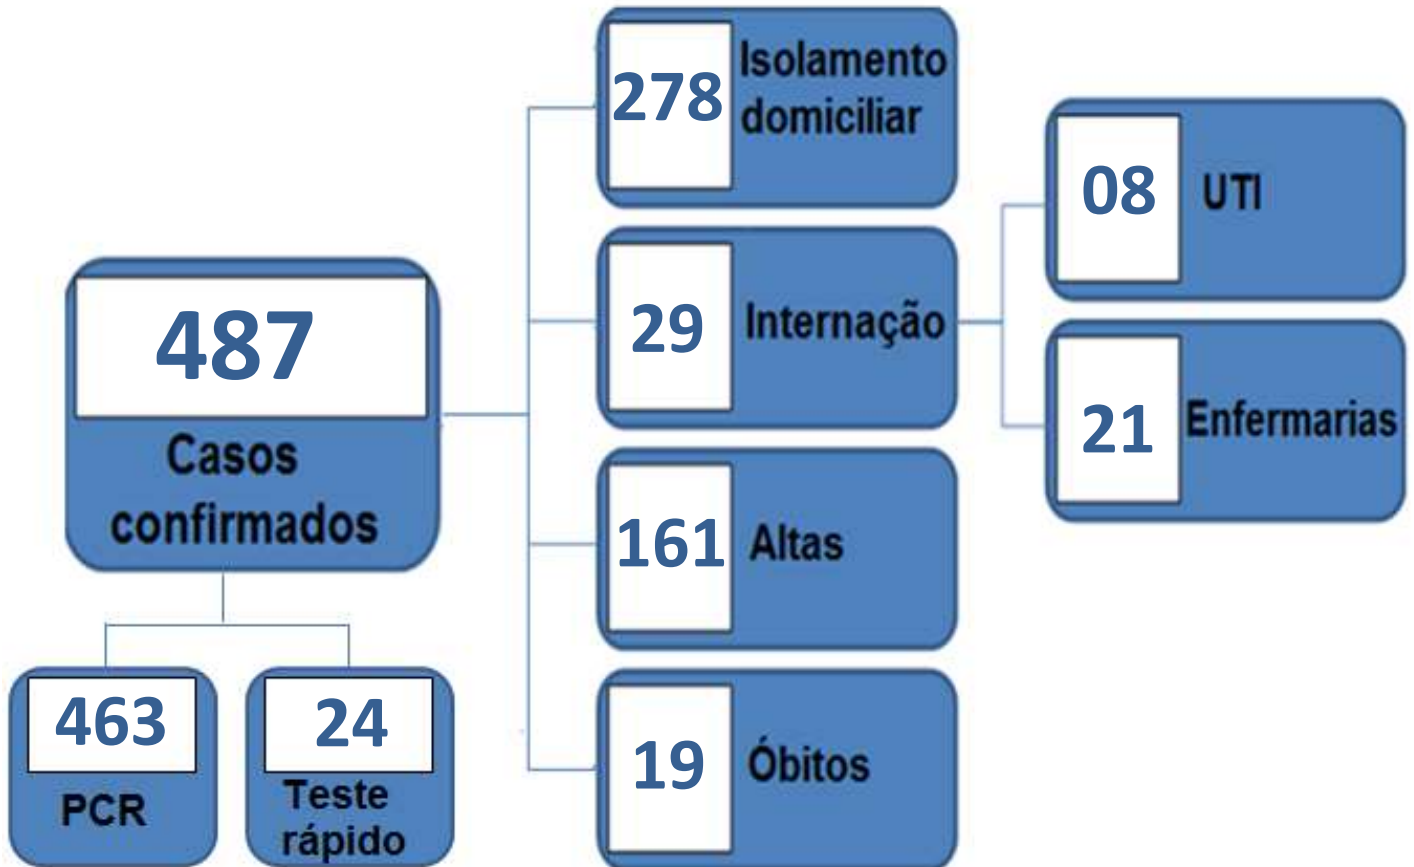 487
Casos
confirmados
463
PCR
24
Teste
rápido
278
Isolamento
domiciliar
29
Internação
08
UTI
21
Enfermarias
161
Altas
19
Óbitos